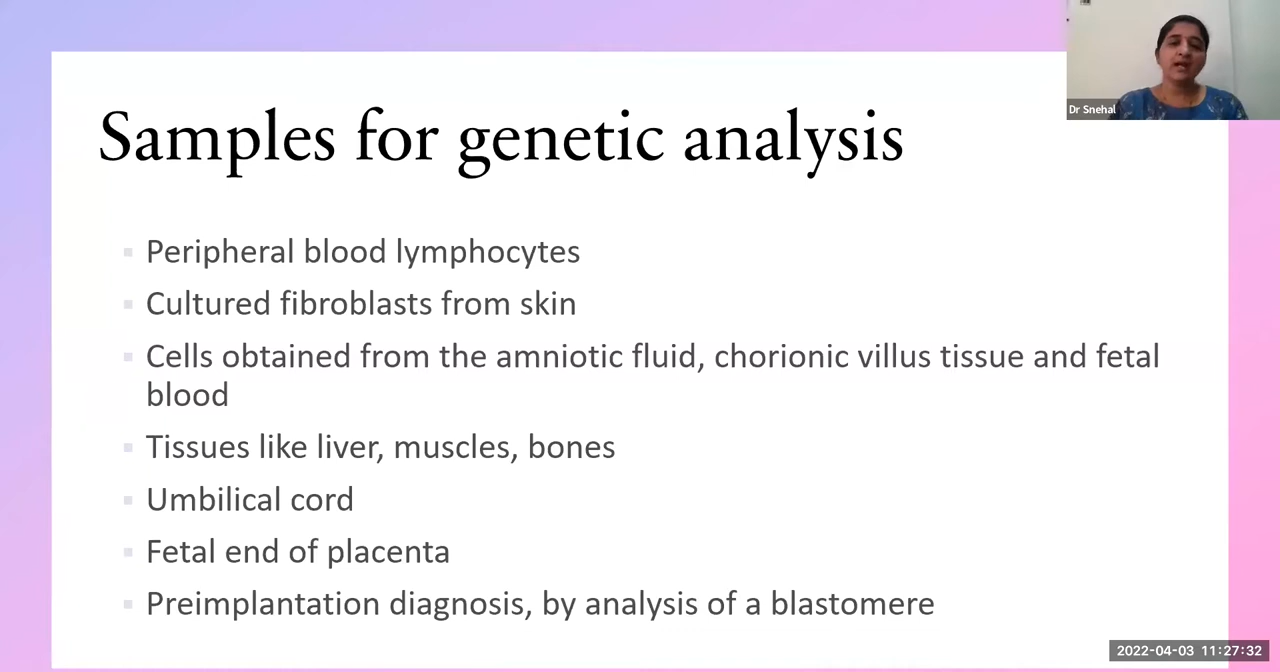 Dr Snehal
Samples for genetic analysis
Peripheral blood lymphocytes
Cultured fibroblasts from skin
Cells obtained from the amniotic fluid, chorionic villus tissue and fetal
blood
Tissues like liver, muscles, bones
Umbilical cord
Fetal end of placenta
Preimplantation diagnosis, by analysis of a blastomere
2022-04-03 11:27:32